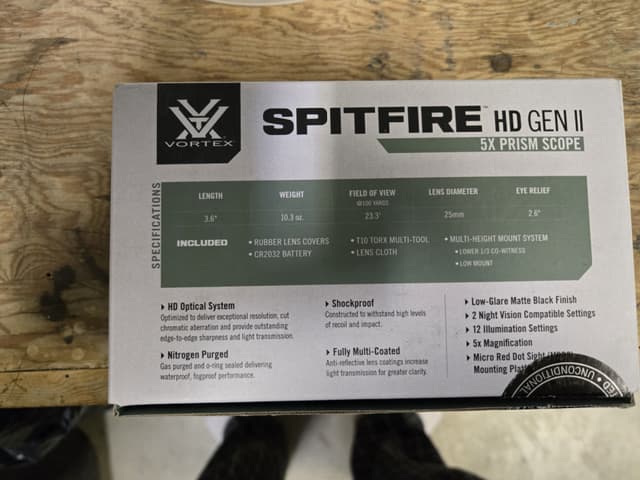 VORTEX
SPITFIRE™ HD GEN II
5X PRISM SCOPE
SPECIFICATIONS
LENGTH WEIGHT FIELD OF VIEW LENS DIAMETER EYE RELIEF
@100 YARDS
3.6" 10.3 oz. 23.3' 25mm 2.6"
INCLUDED • RUBBER LENS COVERS • T10 TORX MULTI-TOOL • MULTI-HEIGHT MOUNT SYSTEM
• CR2032 BATTERY • LENS CLOTH • LOWER 1/3 CO-WITNESS
• LOW MOUNT
HD Optical System
Optimized to deliver exceptional resolution, cut
chromatic aberration and provide outstanding
edge-to-edge sharpness and light transmission.
Nitrogen Purged
Gas purged and o-ring sealed delivering
waterproof, fogproof performance.
Shockproof
Constructed to withstand high levels
of recoil and impact.
Fully Multi-Coated
Anti-reflective lens coatings increase
light transmission for greater clarity.
Low-Glare Matte Black Finish
2 Night Vision Compatible Settings
12 Illumination Settings
5x Magnification
Micro Red Dot Sight
Mounting
UNCONDITIONAL